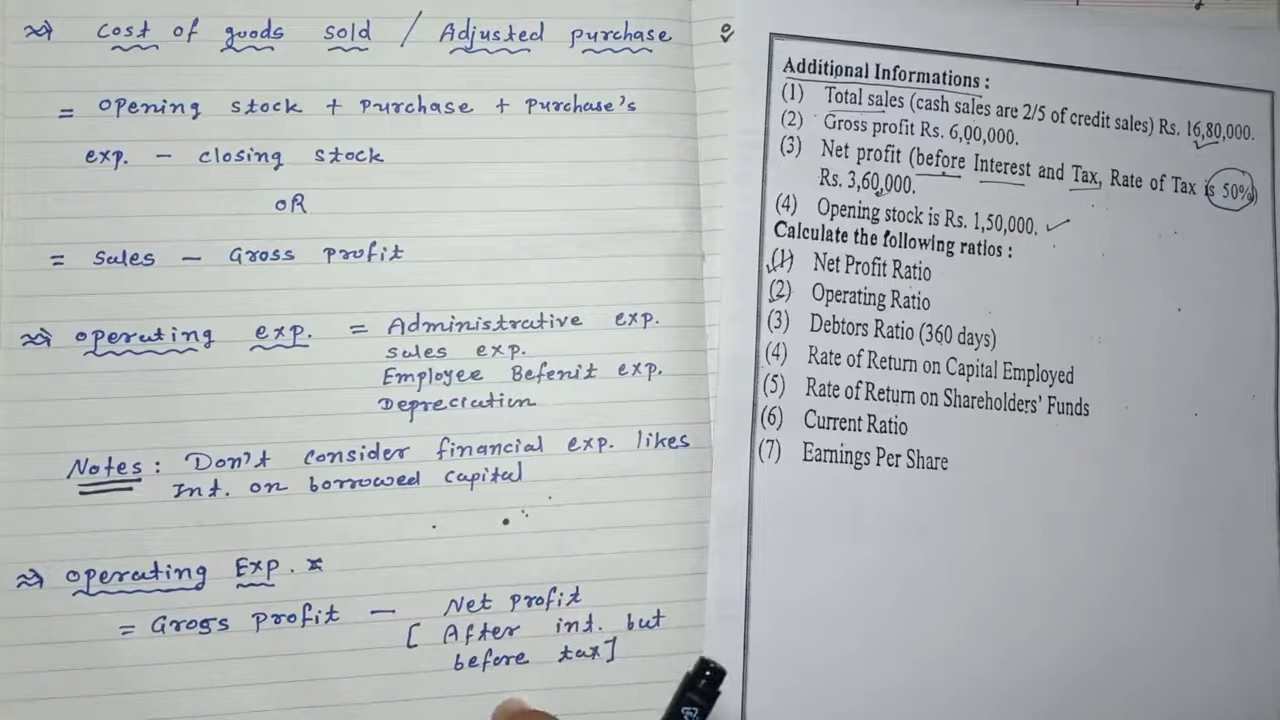 ⇒ Cost of goods sold / Adjusted purchase
= opening stock + purchase + purchase's
exp. - closing stock
OR
= Sales - Gross profit
⇒ operating exp. = Administrative exp.
sales exp.
Employee Befenit exp.
Depreciation
Notes: Don't consider financial exp. likes
Int. on borrowed capital
⇒ operating Exp.
= Gross profit - Net profit
[ After int. but
before tax]
Additional Informations :
(1) Total sales (cash sales are 2/5 of credit sales) Rs. 16,80,000.
(2) Gross profit Rs. 6,00,000.
(3) Net profit (before Interest and Tax, Rate of Tax is 50%)
Rs. 3,60,000.
(4) Opening stock is Rs. 1,50,000.
Calculate the following ratios :
(1) Net Profit Ratio
(2) Operating Ratio
(3) Debtors Ratio (360 days)
(4) Rate of Return on Capital Employed
(5) Rate of Return on Shareholders' Funds
(6) Current Ratio
(7) Earnings Per Share